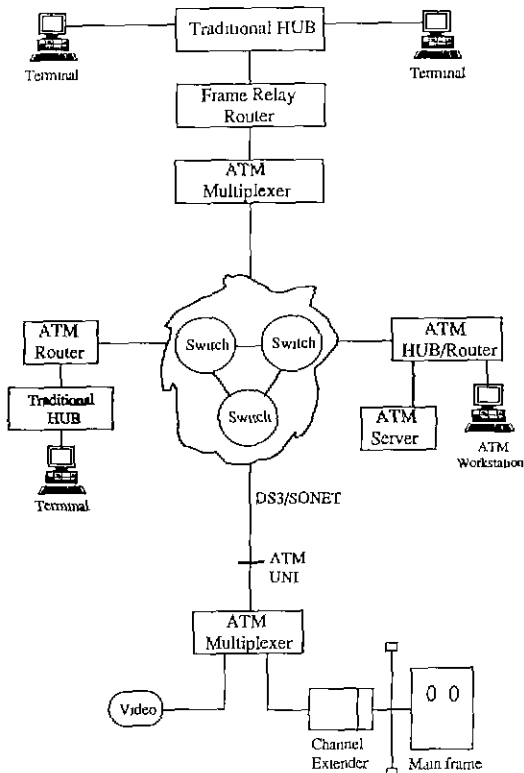 Traditional HUB
Terminal
Terminal
Frame Relay
Router
ATM
Multiplexer
ATM
Router
Switch
Switch
ATM
HUB/Router
Traditional
HUB
Switch
ATM
Server
ATM
Workstation
Terminal
DS3/SONET
ATM
UNI
ATM
Multiplexer
Video
0 0
Channel
Extender
Main frame